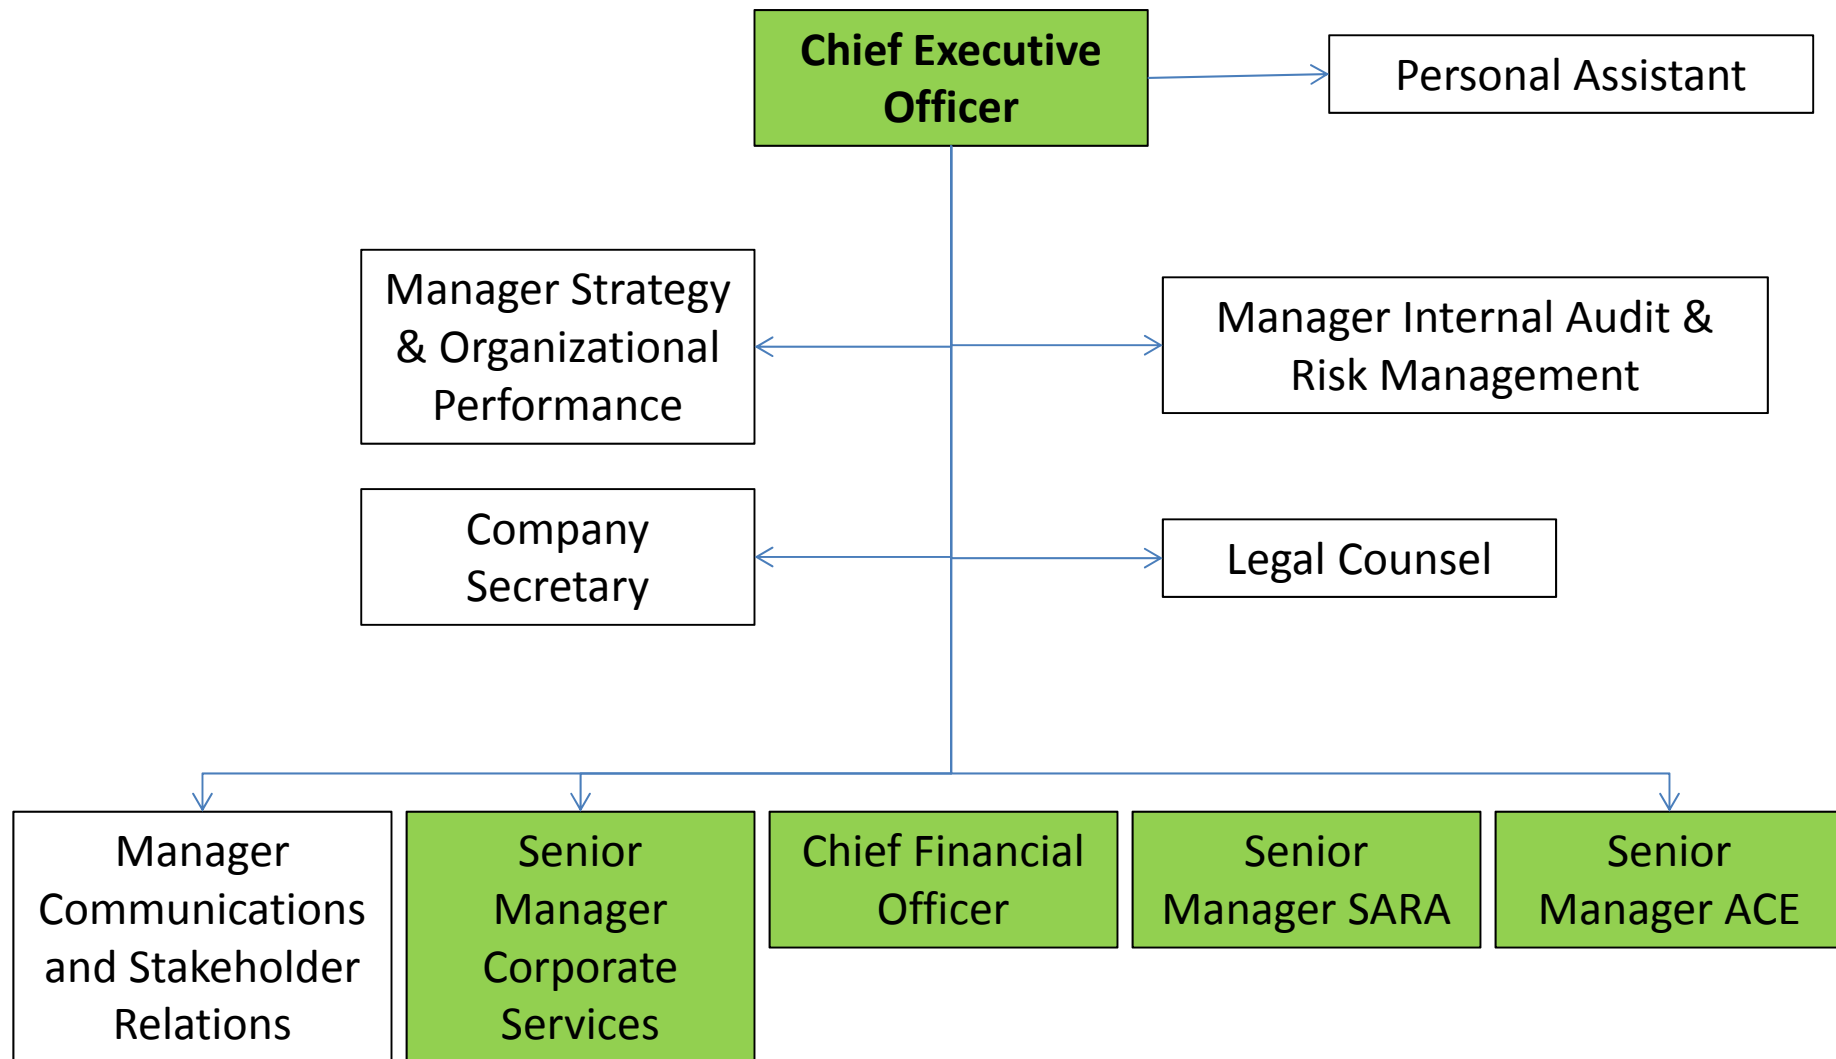 Chief Executive
Officer
Personal Assistant
Manager Strategy
& Organizational
Performance
Manager Internal Audit &
Risk Management
Company
Secretary
Legal Counsel
Manager
Communications
and Stakeholder
Relations
Senior
Manager
Corporate
Services
Chief Financial
Officer
Senior
Manager SARA
Senior
Manager ACE